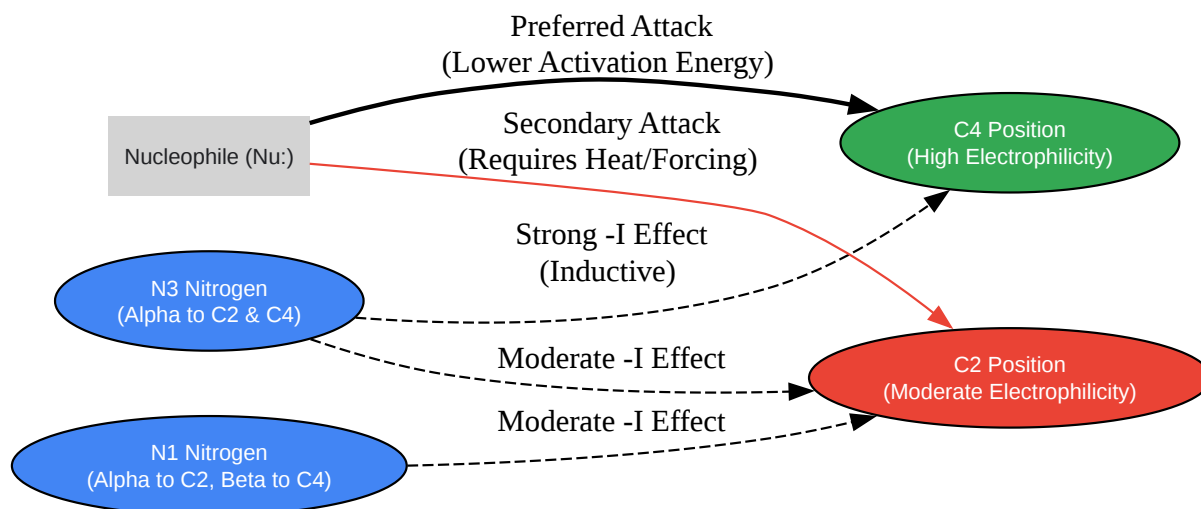 Preferred Attack
(Lower Activation Energy)
Nucleophile (Nu:)
Secondary Attack
(Requires Heat/Forcing)
C4 Position
(High Electrophilicity)
Strong -I Effect
(Inductive)
N3 Nitrogen
(Alpha to C2 & C4)
Moderate -I Effect
C2 Position
(Moderate Electrophilicity)
Moderate -I Effect
N1 Nitrogen
(Alpha to C2, Beta to C4)